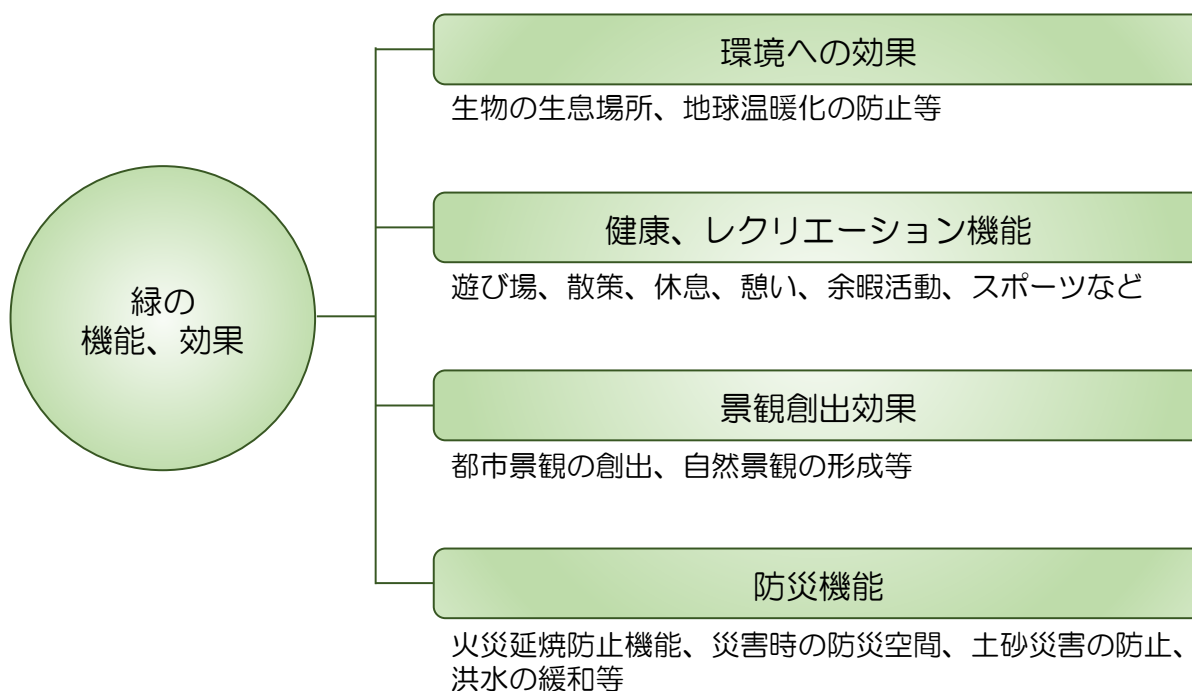 緑の
機能、効果
環境への効果
生物の生息場所、地球温暖化の防止等
健康、レクリエーション機能
遊び場、散策、休息、憩い、余暇活動、スポーツなど
景観創出効果
都市景観の創出、自然景観の形成等
防災機能
火災延焼防止機能、災害時の防災空間、土砂災害の防止、
洪水の緩和等